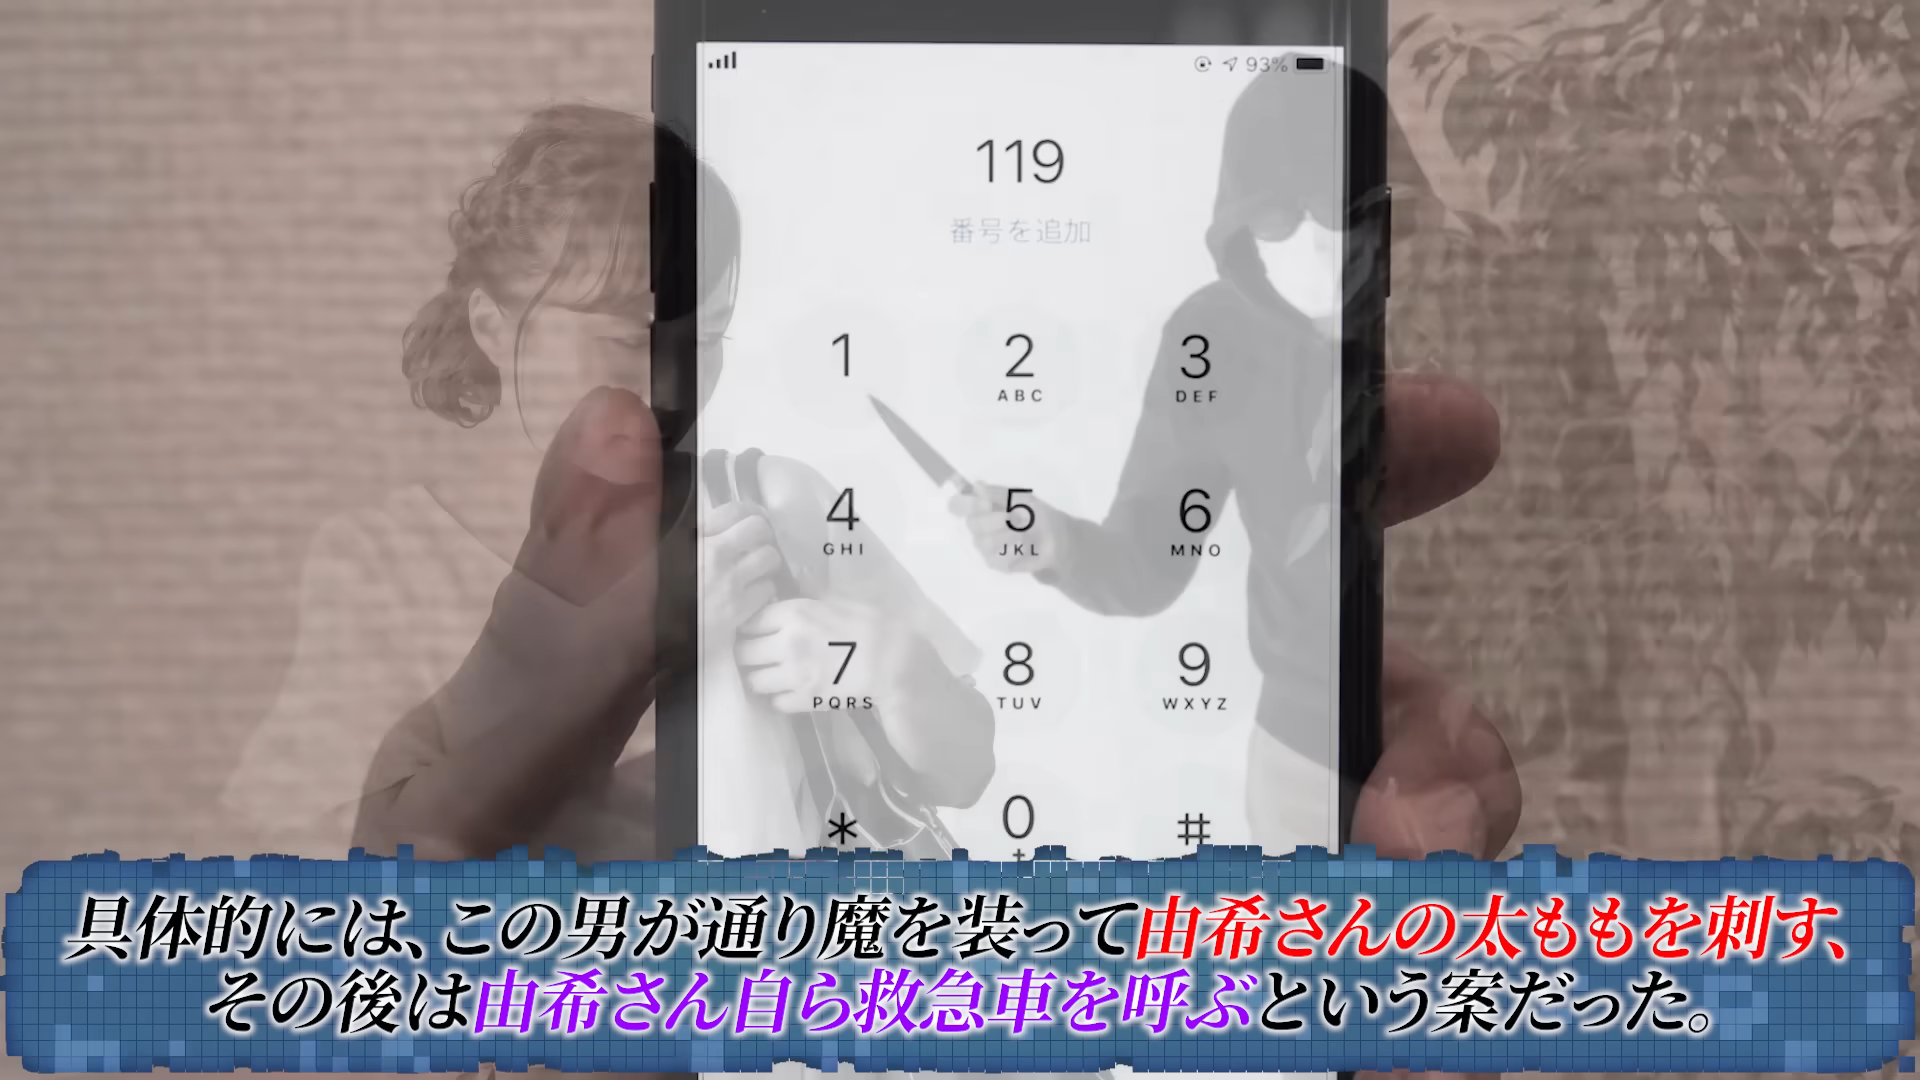 93%
119
番号を追加
1
2
3
ABC
DEF
4
5
6
GHI
JKL
MNO
7
8
9
PQRS
TUV
WXYZ
*
0
#
+
具体的には、この男が通り魔を装って由希さんの太ももを刺す、
その後は由希さん自ら救急車を呼ぶという案だった。